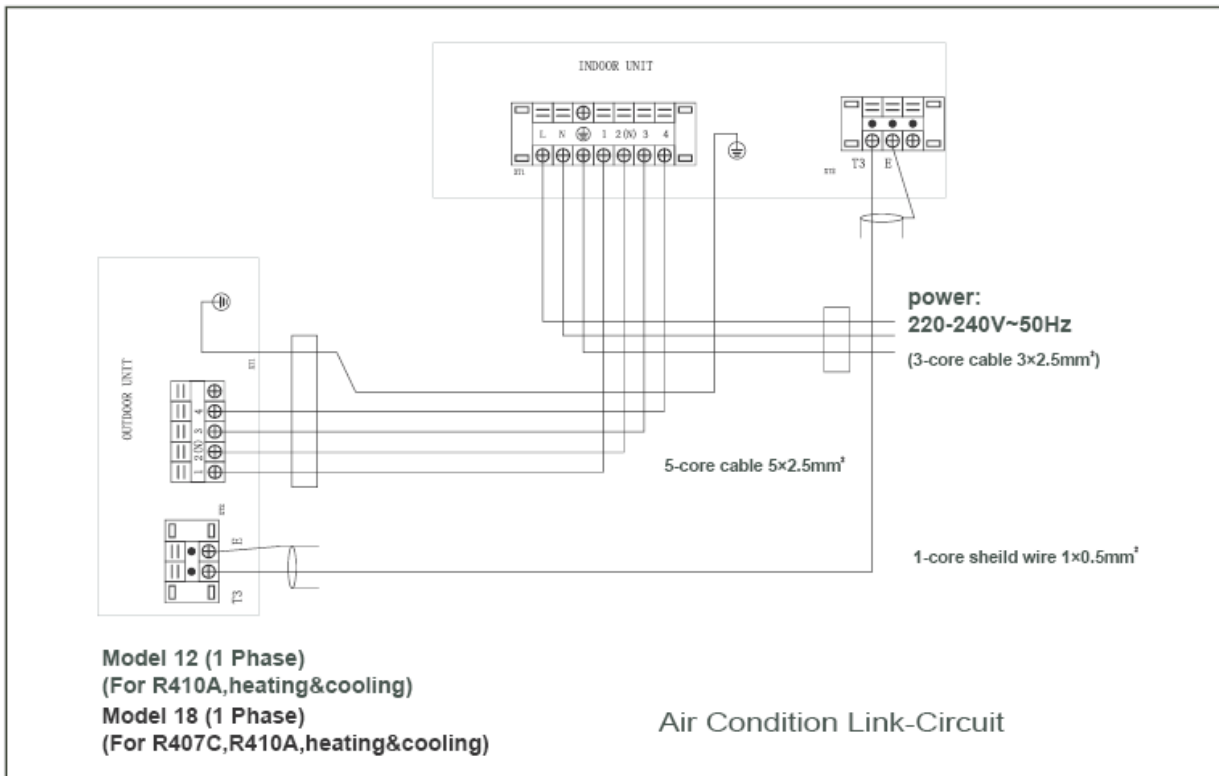 INDOOR UNIT
L N 1 2(N) 3 4
T3 E
power:
220-240V~50Hz
(3-core cable 3×2.5mm²)
OUTDOOR UNIT
4
3
2(N)
1
5-core cable 5×2.5mm²
E
T3
1-core sheild wire 1×0.5mm²
Model 12 (1 Phase)
(For R410A,heating&cooling)
Model 18 (1 Phase)
(For R407C,R410A,heating&cooling)
Air Condition Link-Circuit